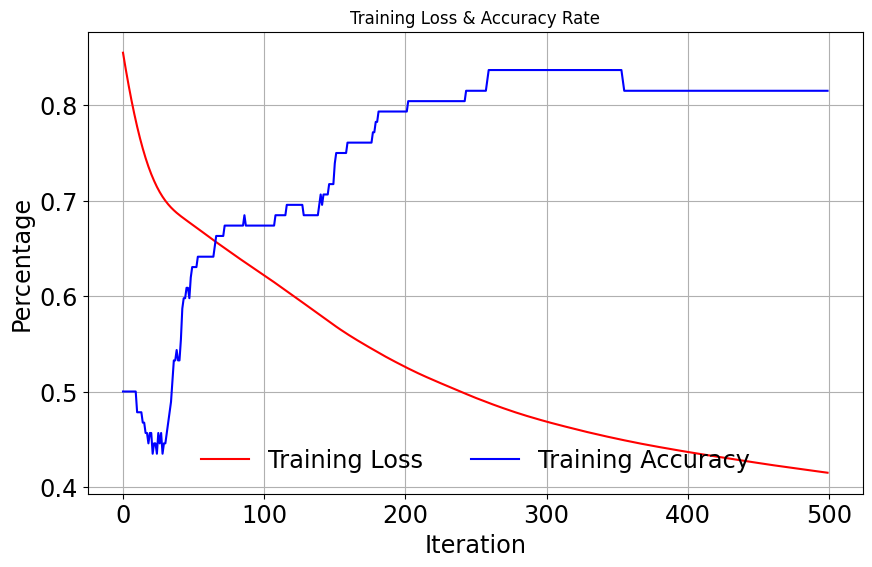 Training Loss & Accuracy Rate
Percentage
0.8
0.7
0.6
0.5
0.4
Training Loss Training Accuracy
0 100 200 300 400 500
Iteration